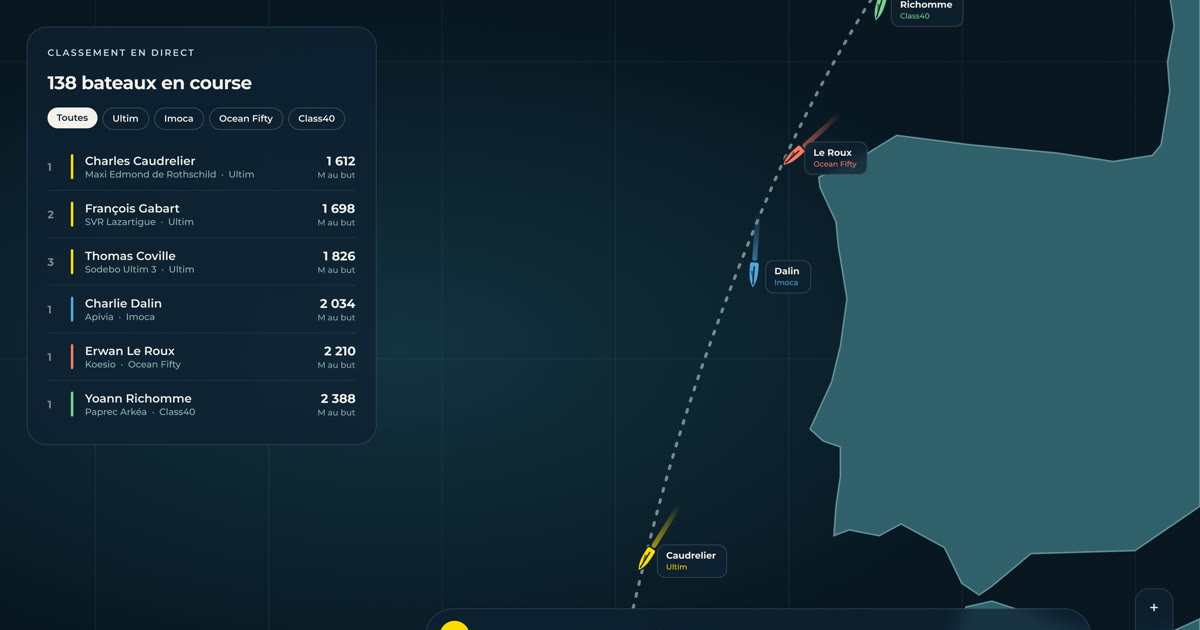 CLASSEMENT EN DIRECT
138 bateaux en course
Toutes
Ultim
Imoca
Ocean Fifty
Class40
1
Charles Caudrelier
1 612
Maxi Edmond de Rothschild · Ultim
M au but
2
François Gabart
1 698
SVR Lazartigue · Ultim
M au but
3
Thomas Coville
1 826
Sodebo Ultim 3 · Ultim
M au but
1
Charlie Dalin
2 034
Apivia · Imoca
M au but
1
Erwan Le Roux
2 210
Koesio · Ocean Fifty
M au but
1
Yoann Richomme
2 388
Paprec Arkéa · Class40
M au but
Richomme
Class40
Le Roux
Ocean Fifty
Dalin
Imoca
Caudrelier
Ultim
+